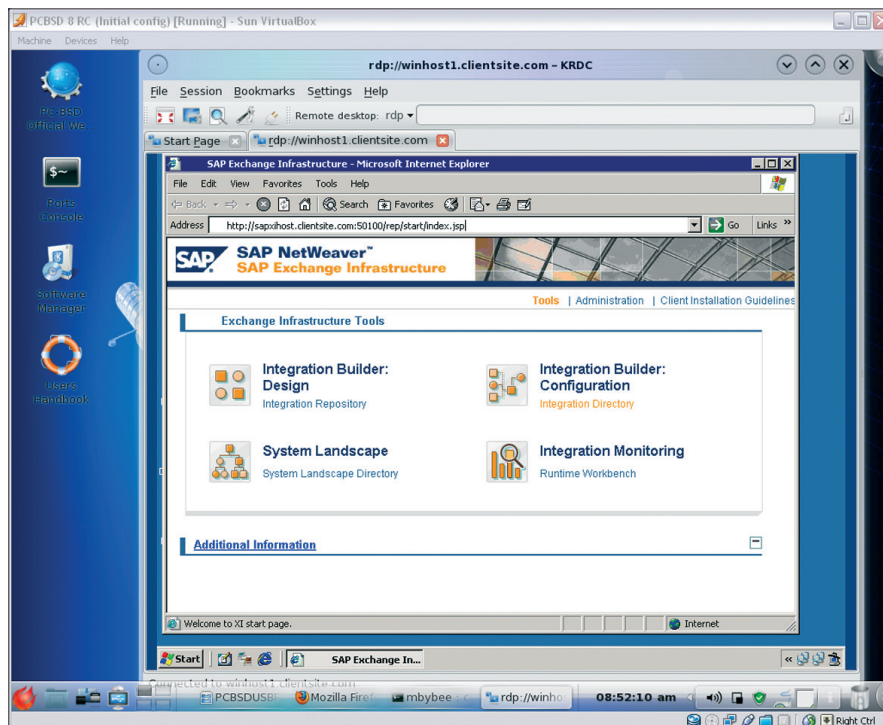 PCBSD 8 RC (Initial config) [Running] - Sun VirtualBox
Machine Devices Help
rdp://winhost1.clientsite.com – KRDC
File Session Bookmarks Settings Help
Remote desktop: rdp
Start Page rdp://winhost1.clientsite.com
PC-BSD
Official We...
Ports
Console
Software
Manager
Users
Handbook
SAP Exchange Infrastructure - Microsoft Internet Explorer
File Edit View Favorites Tools Help
Back Search Favorites
Address http://sapxihost.clientsite.com:50100/rep/start/index.jsp Go Links »
SAP SAP NetWeaver™
SAP Exchange Infrastructure
Tools | Administration | Client Installation Guidelines
Exchange Infrastructure Tools
Integration Builder:
Design
Integration Repository
Integration Builder:
Configuration
Integration Directory
System Landscape
System Landscape Directory
Integration Monitoring
Runtime Workbench
Additional Information
Welcome to XI start page. Internet
Start SAP Exchange In... «
Connected to winhost1.clientsite.com
PCBSDUSB Mozilla Firef mbybee : c rdp://winho 08:52:10 am
Right Ctrl